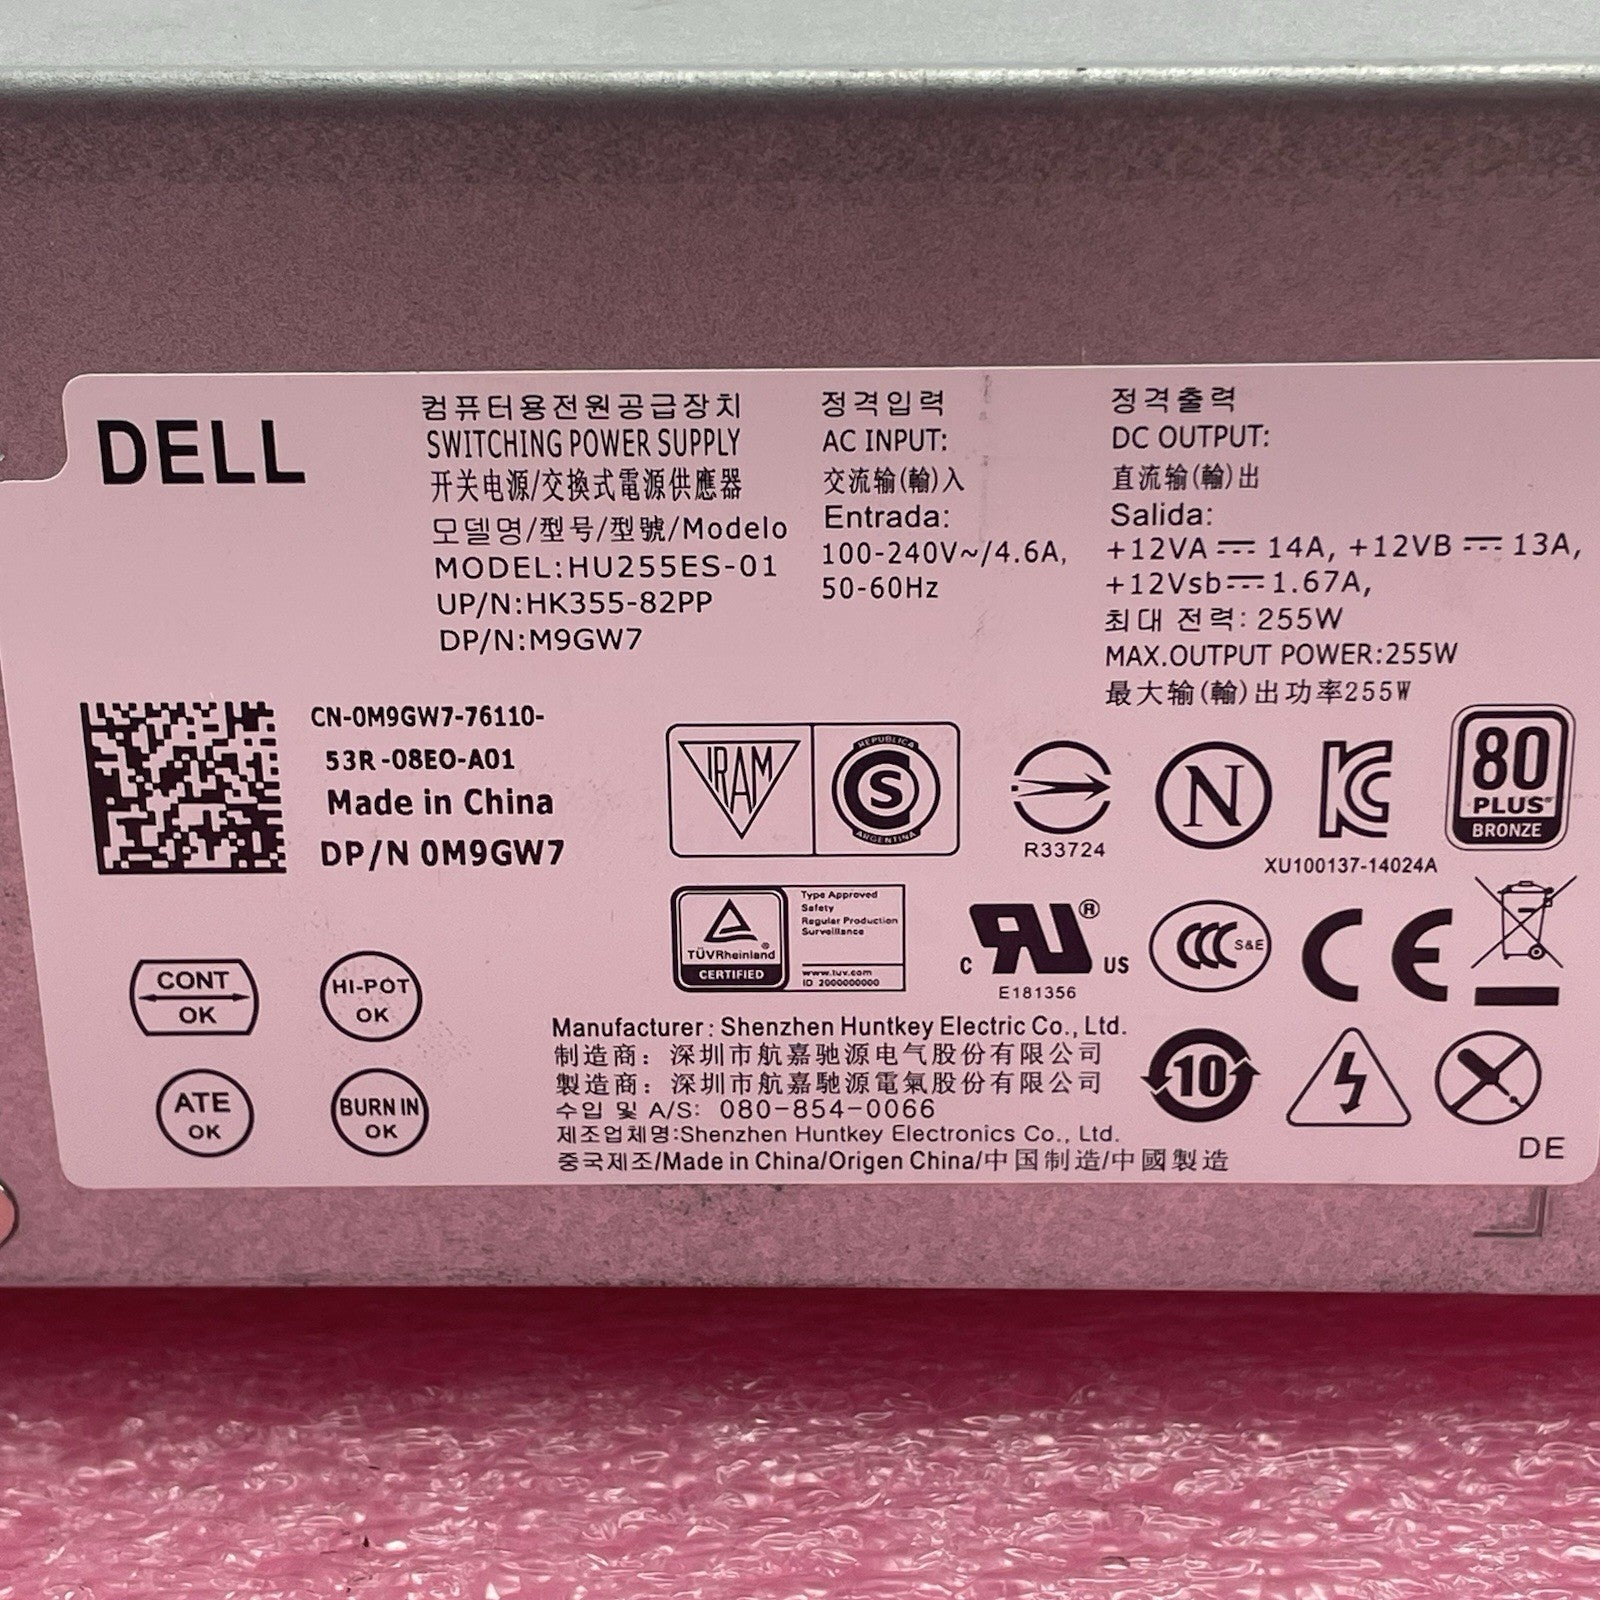 DELL
컴퓨터용전원공급장치
SWITCHING POWER SUPPLY
开关电源/交換式電源供應器
모델명/型号/型號/Modelo
MODEL:HU255ES-01
UP/N:HK355-82PP
DP/N:M9GW7
정격입력
AC INPUT:
交流输(輸)入
Entrada:
100-240V~/4.6A,
50-60Hz
정격출력
DC OUTPUT:
直流输(輸)出
Salida:
+12VA ⎓ 14A, +12VB ⎓ 13A,
+12Vsb⎓1.67A,
최대 전력: 255W
MAX.OUTPUT POWER:255W
最大输(輸)出功率255W
CN-0M9GW7-76110-
53R-08E0-A01
Made in China
DP/N 0M9GW7
IRAM
REPUBLICA
S
ARGENTINA
R33724
N
KC
XU100137-14024A
80
PLUS
BRONZE
TÜVRheinland®
CERTIFIED
Type Approved
Safety
Regular Production
Surveillance
www.tuv.com
ID 2000000000
c RU ® US
E181356
CCC S&E
CE
CONT
OK
HI-POT
OK
ATE
OK
BURN IN
OK
Manufacturer: Shenzhen Huntkey Electric Co., Ltd.
制造商：深圳市航嘉驰源电气股份有限公司
製造商：深圳市航嘉馳源電氣股份有限公司
수입 및 A/S: 080-854-0066
제조업체명:Shenzhen Huntkey Electronics Co., Ltd.
중국제조/Made in China/Origen China/中国制造/中國製造
10
DE